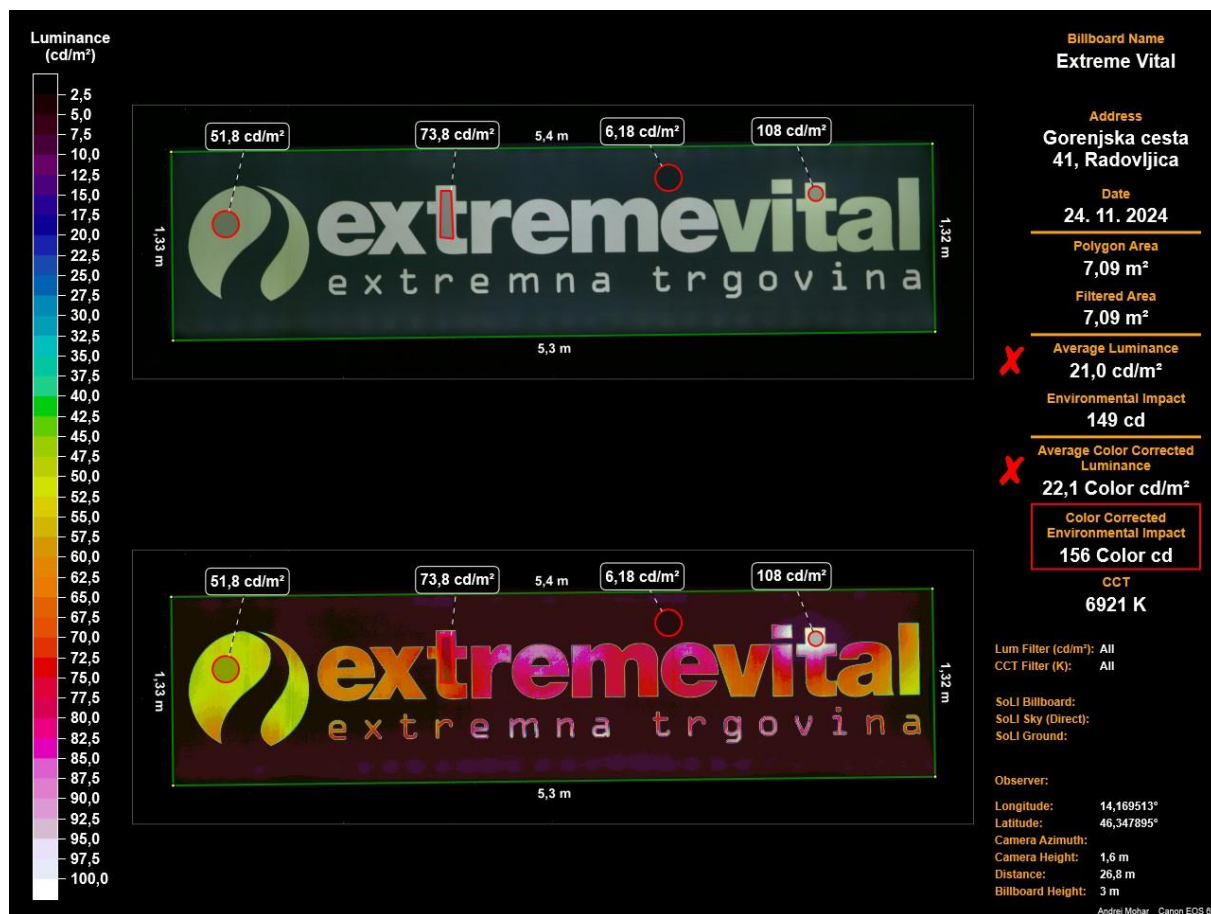 Luminance
(cd/m²)
2,5
5,0
7,5
10,0
12,5
15,0
17,5
20,0
22,5
25,0
27,5
30,0
32,5
35,0
37,5
40,0
42,5
45,0
47,5
50,0
52,5
55,0
57,5
60,0
62,5
65,0
67,5
70,0
72,5
75,0
77,5
80,0
82,5
85,0
87,5
90,0
92,5
95,0
97,5
100,0
51,8 cd/m²
73,8 cd/m²
5,4 m
6,18 cd/m²
108 cd/m²
1,33 m
extremevital
extremna trgovina
1,32 m
5,3 m
51,8 cd/m²
73,8 cd/m²
5,4 m
6,18 cd/m²
108 cd/m²
1,33 m
extremevital
extremna trgovina
1,32 m
5,3 m
Billboard Name
Extreme Vital
Address
Gorenjska cesta
41, Radovljica
Date
24. 11. 2024
Polygon Area
7,09 m²
Filtered Area
7,09 m²
Average Luminance
21,0 cd/m²
Environmental Impact
149 cd
Average Color Corrected
Luminance
22,1 Color cd/m²
Color Corrected
Environmental Impact
156 Color cd
CCT
6921 K
Lum Filter (cd/m²): All
CCT Filter (K): All
SoLI Billboard:
SoLI Sky (Direct):
SoLI Ground:
Observer:
Longitude: 14,169513°
Latitude: 46,347895°
Camera Azimuth:
Camera Height: 1,6 m
Distance: 26,8 m
Billboard Height: 3 m
Andrej Mohar Canon EOS 6